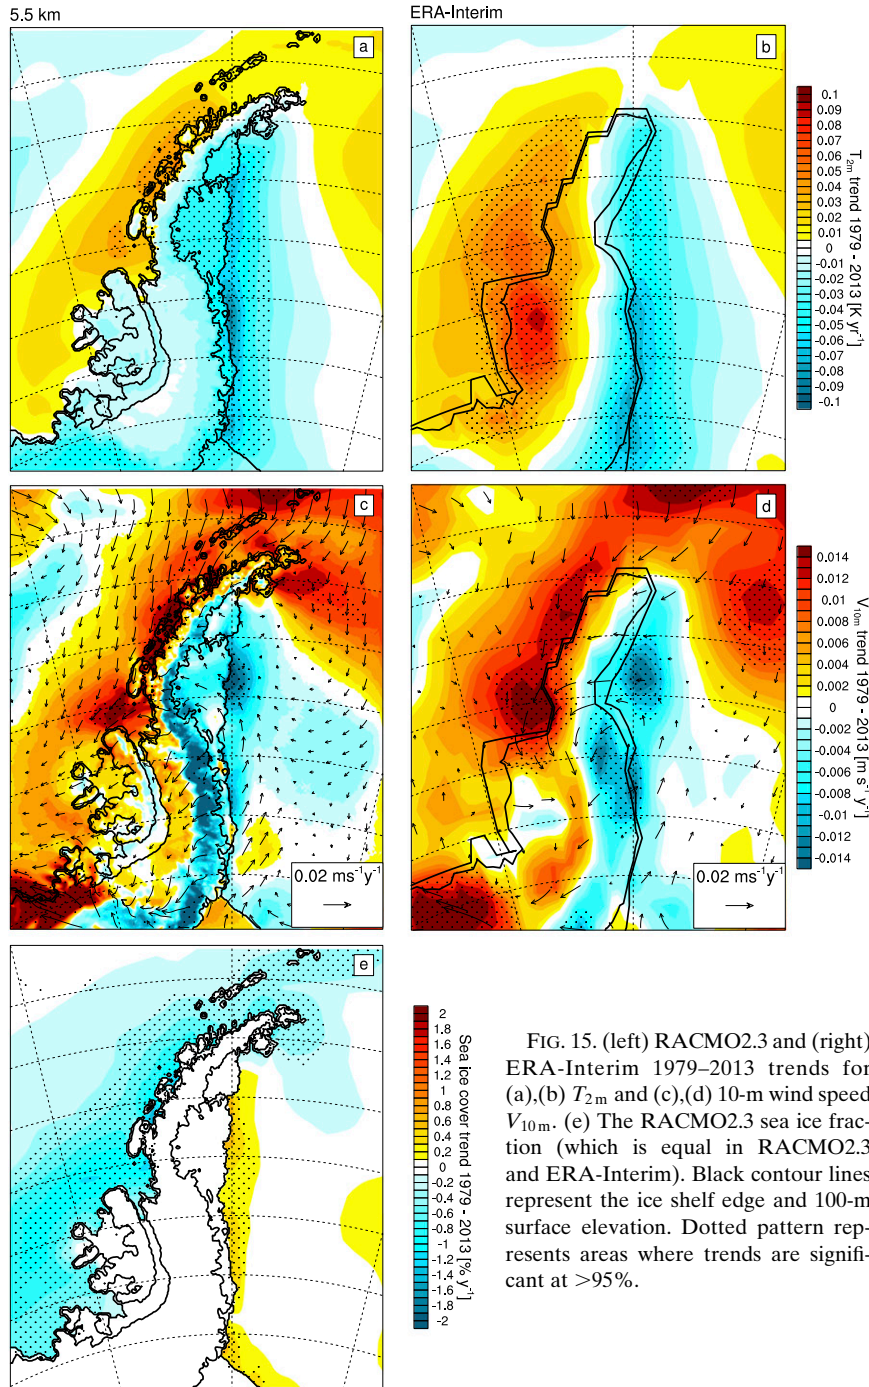 5.5 km
ERA-Interim
a
b
0.1
0.09
0.08
0.07
0.06
0.05
0.04
0.03
0.02
0.01
0
-0.01
-0.02
-0.03
-0.04
-0.05
-0.06
-0.07
-0.08
-0.09
-0.1
T2m trend 1979 - 2013 [K yr-1]
c
0.02 ms-1y-1
d
0.02 ms-1y-1
0.014
0.012
0.01
0.008
0.006
0.004
0.002
0
-0.002
-0.004
-0.006
-0.008
-0.01
-0.012
-0.014
V10m trend 1979 - 2013 [m s-1 y-1]
e
2
1.8
1.6
1.4
1.2
1
0.8
0.6
0.4
0.2
0
-0.2
-0.4
-0.6
-0.8
-1
-1.2
-1.4
-1.6
-1.8
-2
Sea ice cover trend 1979 - 2013 [% y-1]
FIG. 15. (left) RACMO2.3 and (right)
ERA-Interim 1979–2013 trends for
(a),(b) T2m and (c),(d) 10-m wind speed
V10m. (e) The RACMO2.3 sea ice frac-
tion (which is equal in RACMO2.3
and ERA-Interim). Black contour lines
represent the ice shelf edge and 100-m
surface elevation. Dotted pattern rep-
resents areas where trends are signifi-
cant at >95%.